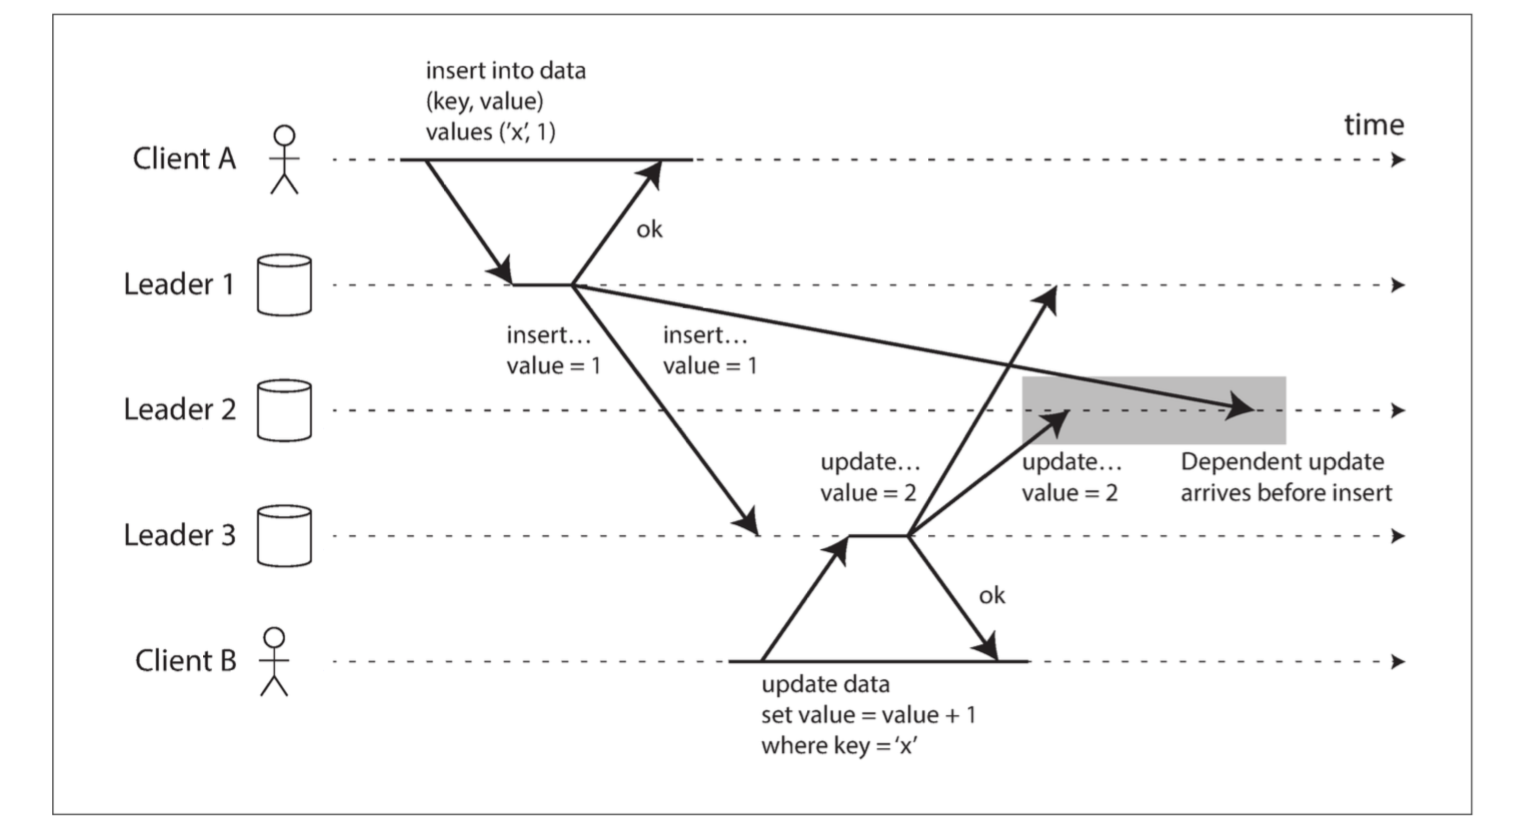 insert into data
(key, value)
values (’x’, 1)
time
Client A
ok
Leader 1
insert…
value = 1
insert…
value = 1
Leader 2
update…
value = 2
update…
value = 2
Dependent update
arrives before insert
Leader 3
ok
Client B
update data
set value = value + 1
where key = ‘x’